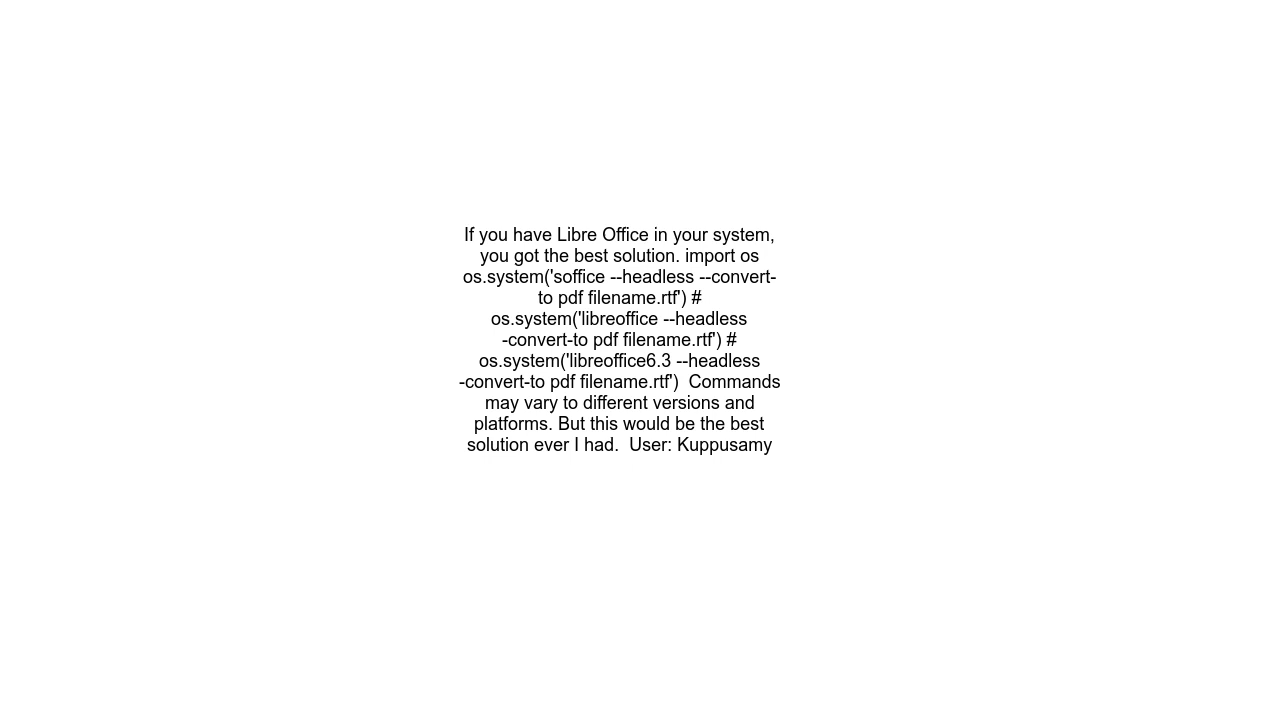 If you have Libre Office in your system,
you got the best solution. import os
os.system('soffice --headless --convert-
to pdf filename.rtf') #
os.system('libreoffice --headless
-convert-to pdf filename.rtf') #
os.system('libreoffice6.3 --headless
-convert-to pdf filename.rtf')  Commands
may vary to different versions and
platforms. But this would be the best
solution ever I had.  User: Kuppusamy